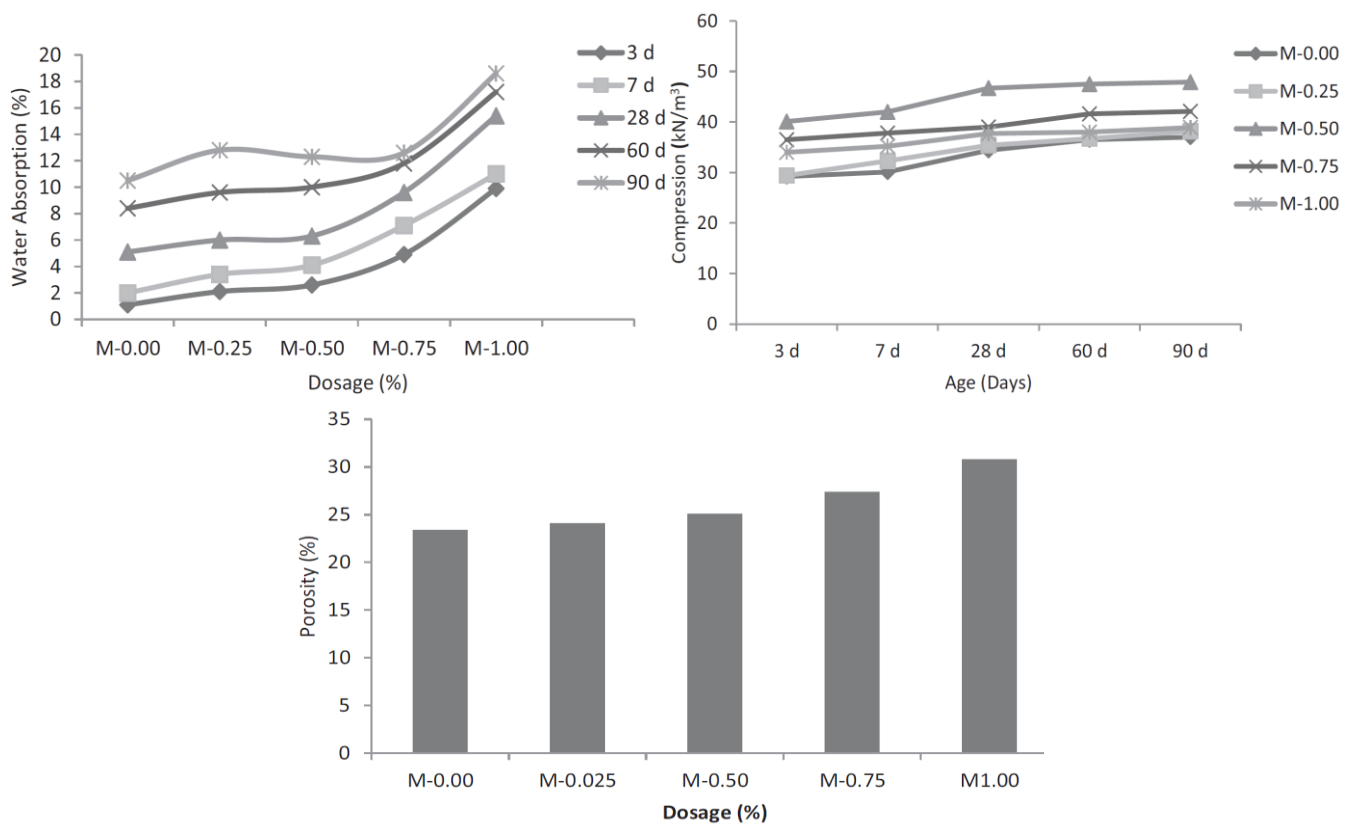 20
18
16
14
12
10
8
6
4
2
0
Water Absorption (%)
M-0.00 M-0.25 M-0.50 M-0.75 M-1.00
Dosage (%)
3 d
7 d
28 d
60 d
90 d
60
50
40
30
20
10
0
Compression (kN/m³)
3 d 7 d 28 d 60 d 90 d
Age (Days)
M-0.00
M-0.25
M-0.50
M-0.75
M-1.00
35
30
25
20
15
10
5
0
Porosity (%)
M-0.00 M-0.025 M-0.50 M-0.75 M1.00
Dosage (%)